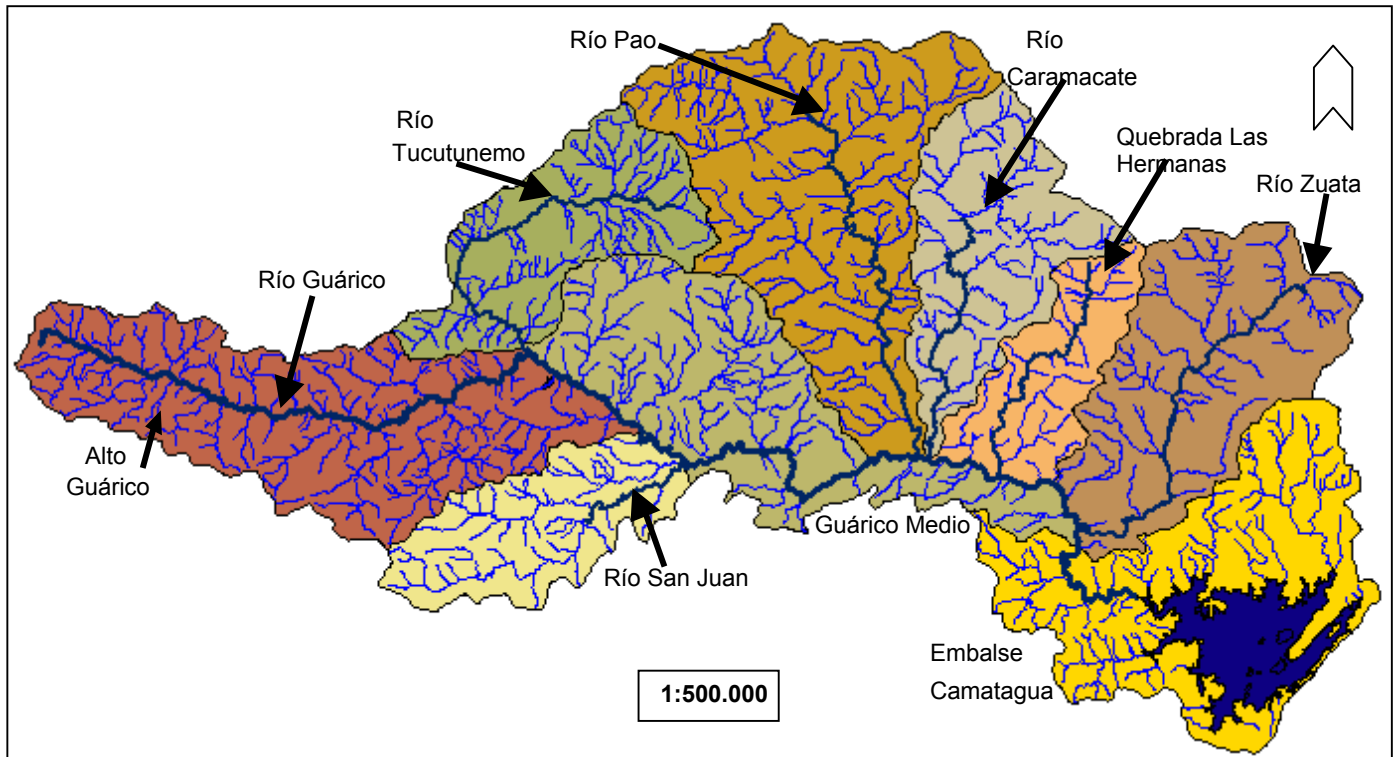 Río Pao
Río
Caramacate
Río
Tucutunemo
Quebrada Las
Hermanas
Río Zuata
Río Guárico
Alto
Guárico
Guárico Medio
Río San Juan
Embalse
Camatagua
1:500.000